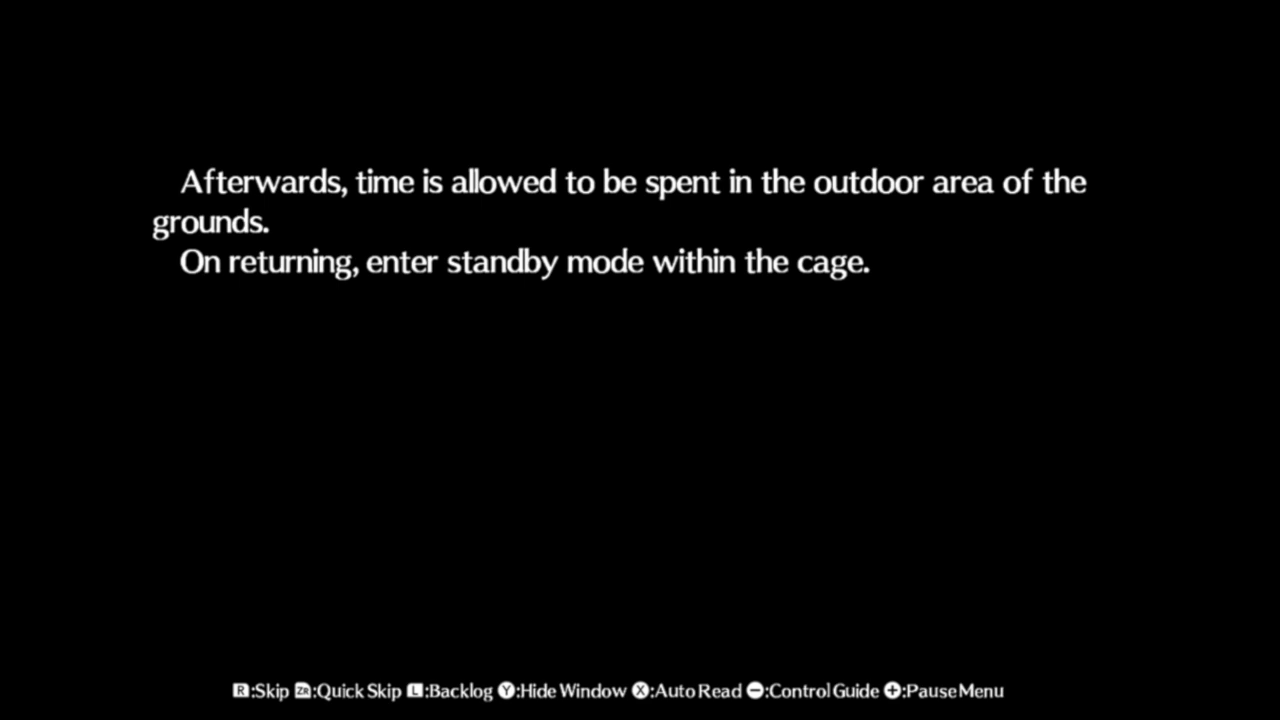 Afterwards, time is allowed to be spent in the outdoor area of the
grounds.
On returning, enter standby mode within the cage.
R:Skip ZR:Quick Skip L:Backlog Y:Hide Window X:Auto Read -:Control Guide +:Pause Menu